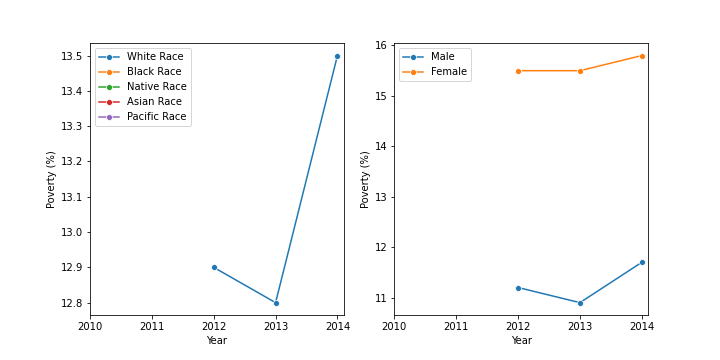 13.5
13.4
13.3
13.2
13.1
13.0
12.9
12.8
Poverty (%)
2010 2011 2012 2013 2014
Year
White Race
Black Race
Native Race
Asian Race
Pacific Race
16
15
14
13
12
11
Poverty (%)
2010 2011 2012 2013 2014
Year
Male
Female